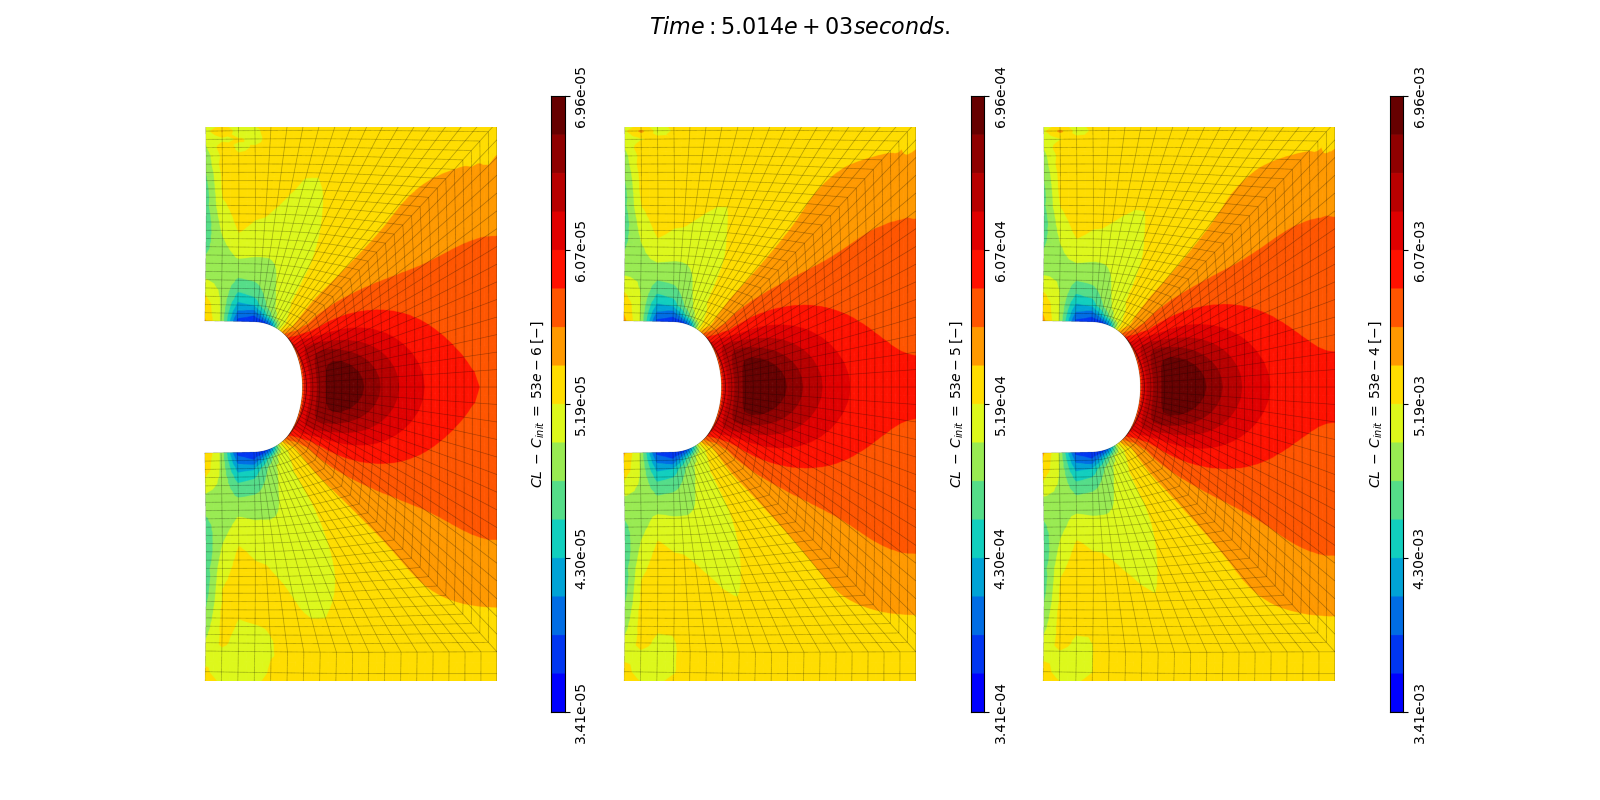 Time : 5.014e + 03seconds.
6.96e-05
6.07e-05
5.19e-05
4.30e-05
3.41e-05
CL − C_init = 53e − 6 [−]
6.96e-04
6.07e-04
5.19e-04
4.30e-04
3.41e-04
CL − C_init = 53e − 5 [−]
6.96e-03
6.07e-03
5.19e-03
4.30e-03
3.41e-03
CL − C_init = 53e − 4 [−]